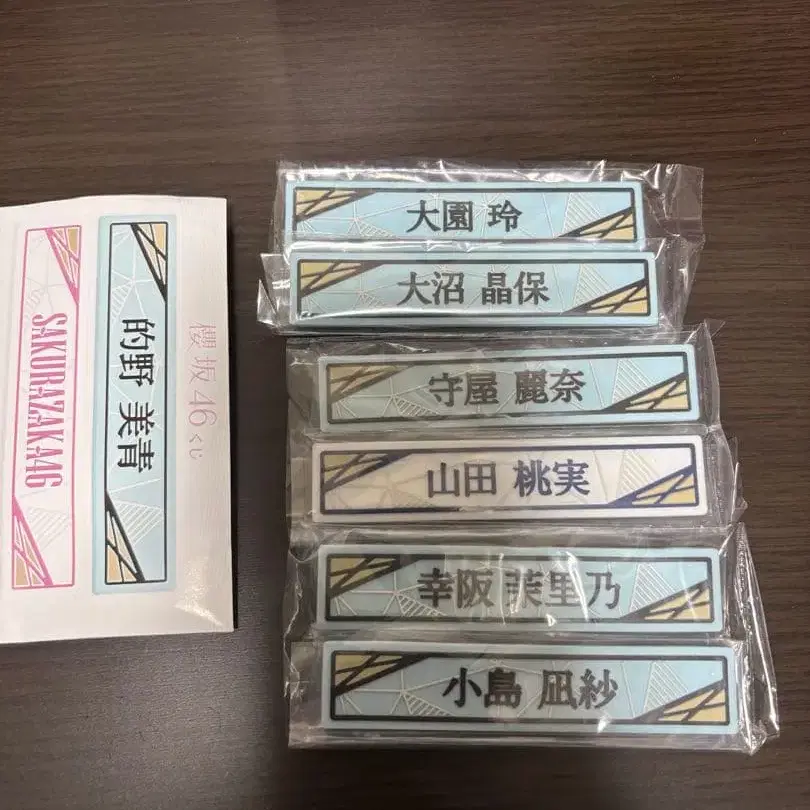 櫻坂46くじ
的野 美青
SAKURAZAKA46
大園 玲
大沼 晶保
守屋 麗奈
山田 桃実
幸阪 茉里乃
小島 凪紗